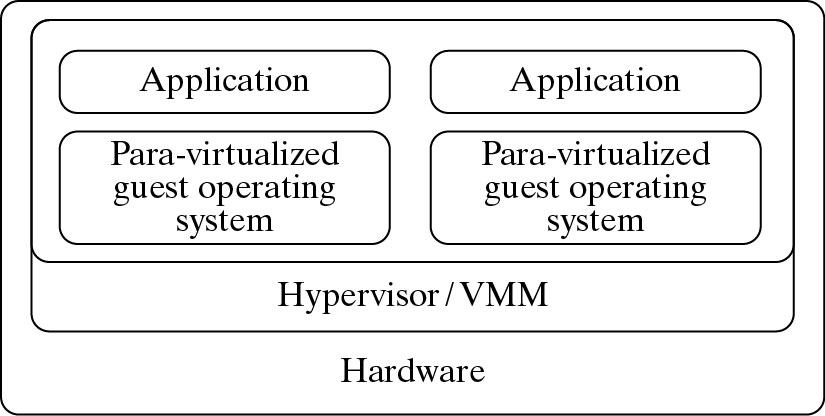 Application
Application
Para-virtualized
guest operating
system
Para-virtualized
guest operating
system
Hypervisor / VMM
Hardware